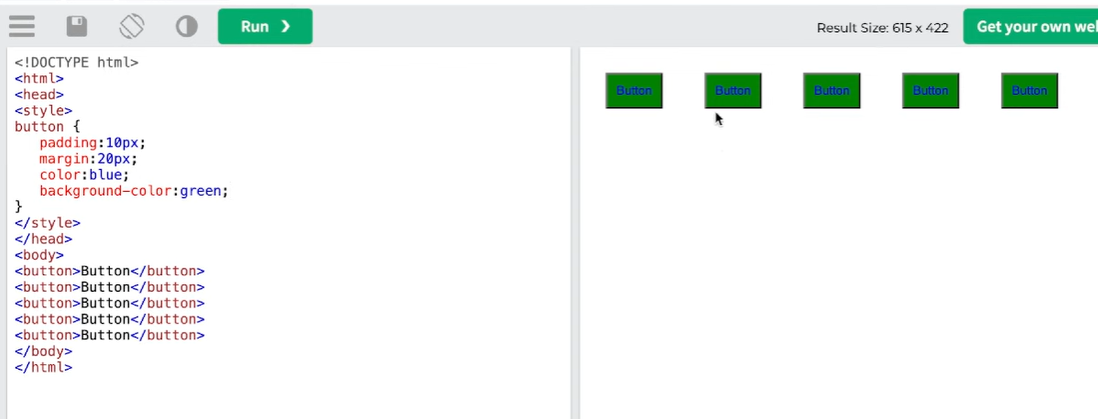 Run ❯
Result Size: 615 x 422
Get your own we
<!DOCTYPE html>
<html>
<head>
<style>
button {
   padding:10px;
   margin:20px;
   color:blue;
   background-color:green;
}
</style>
</head>
<body>
<button>Button</button>
<button>Button</button>
<button>Button</button>
<button>Button</button>
<button>Button</button>
</body>
</html>
Button Button Button Button Button